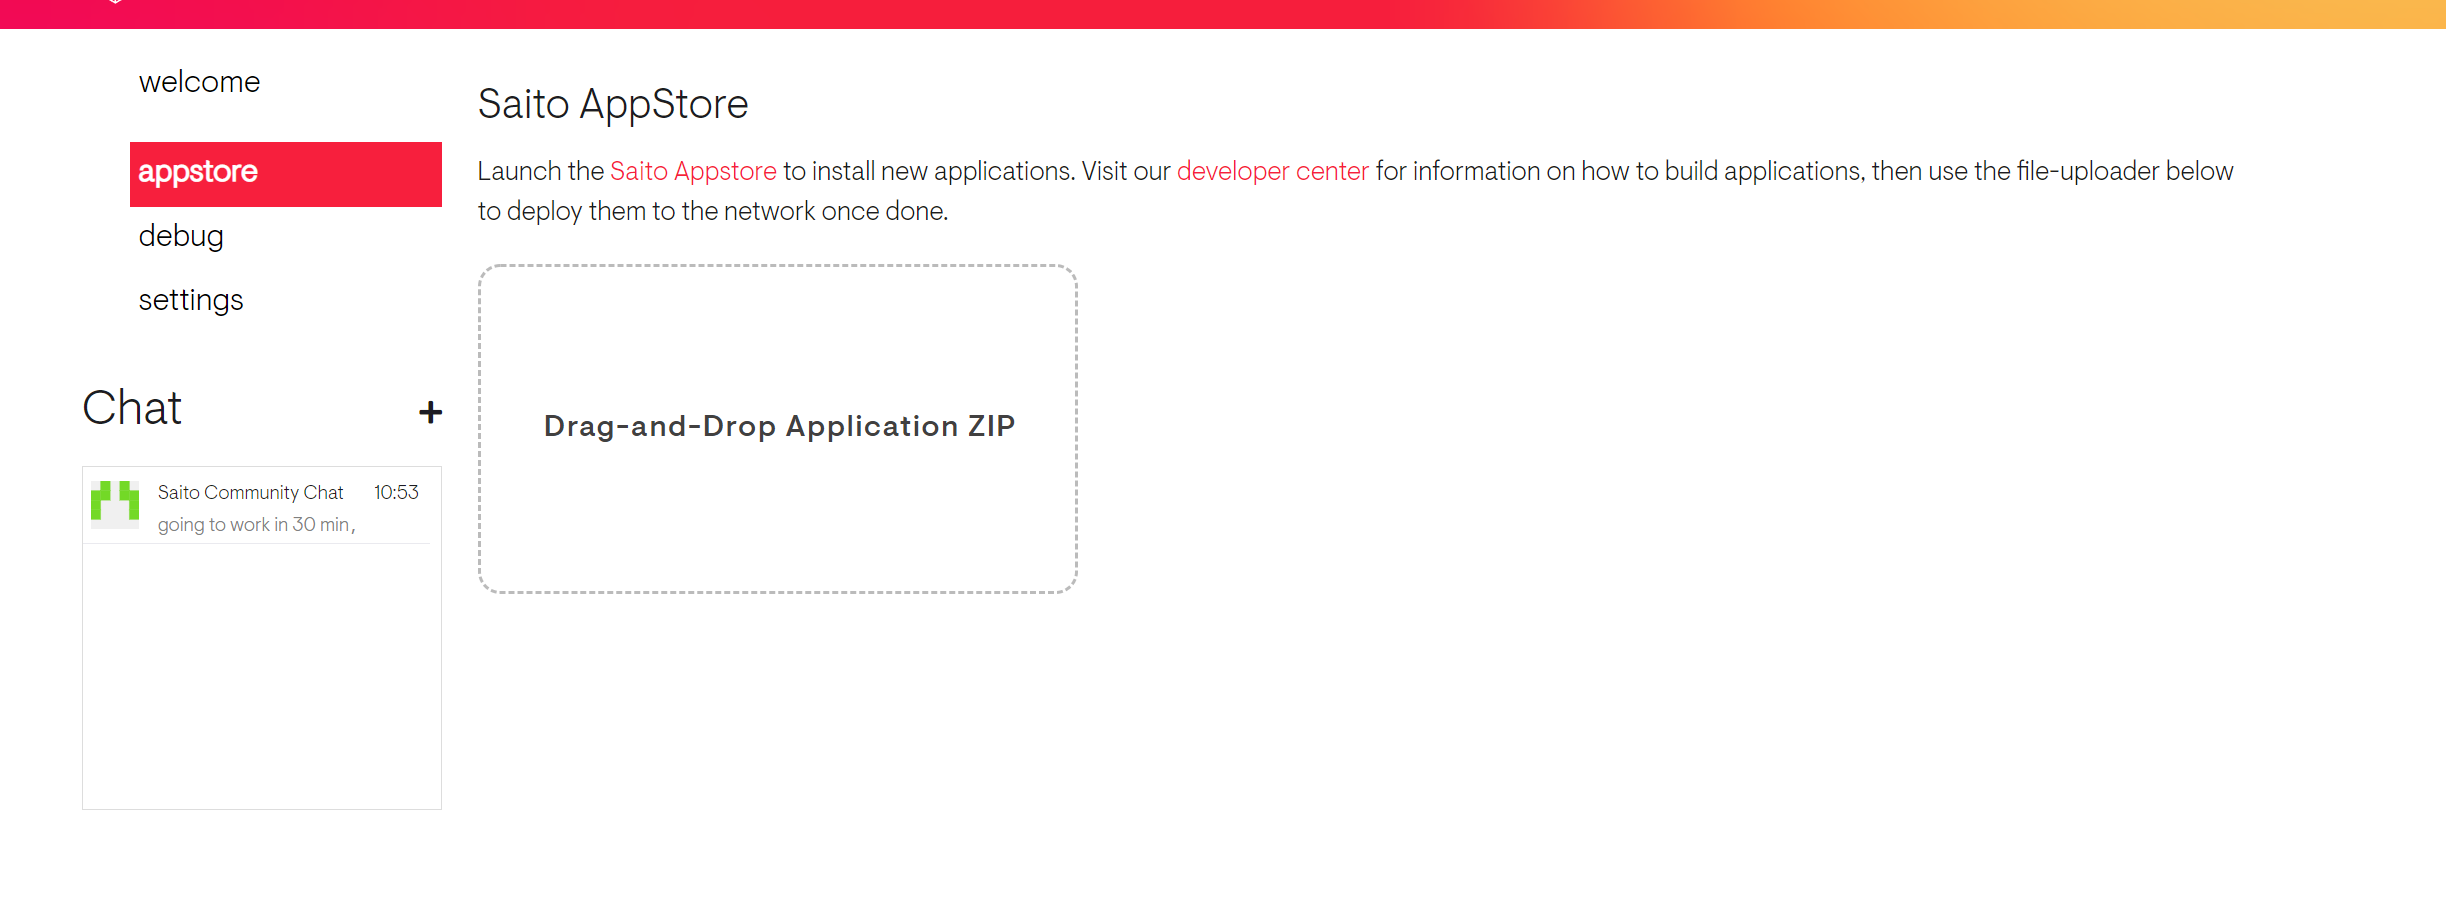 welcome
appstore
debug
settings
Chat
Saito Community Chat 10:53
going to work in 30 min,
Saito AppStore
Launch the Saito Appstore to install new applications. Visit our developer center for information on how to build applications, then use the file-uploader below
to deploy them to the network once done.
Drag-and-Drop Application ZIP